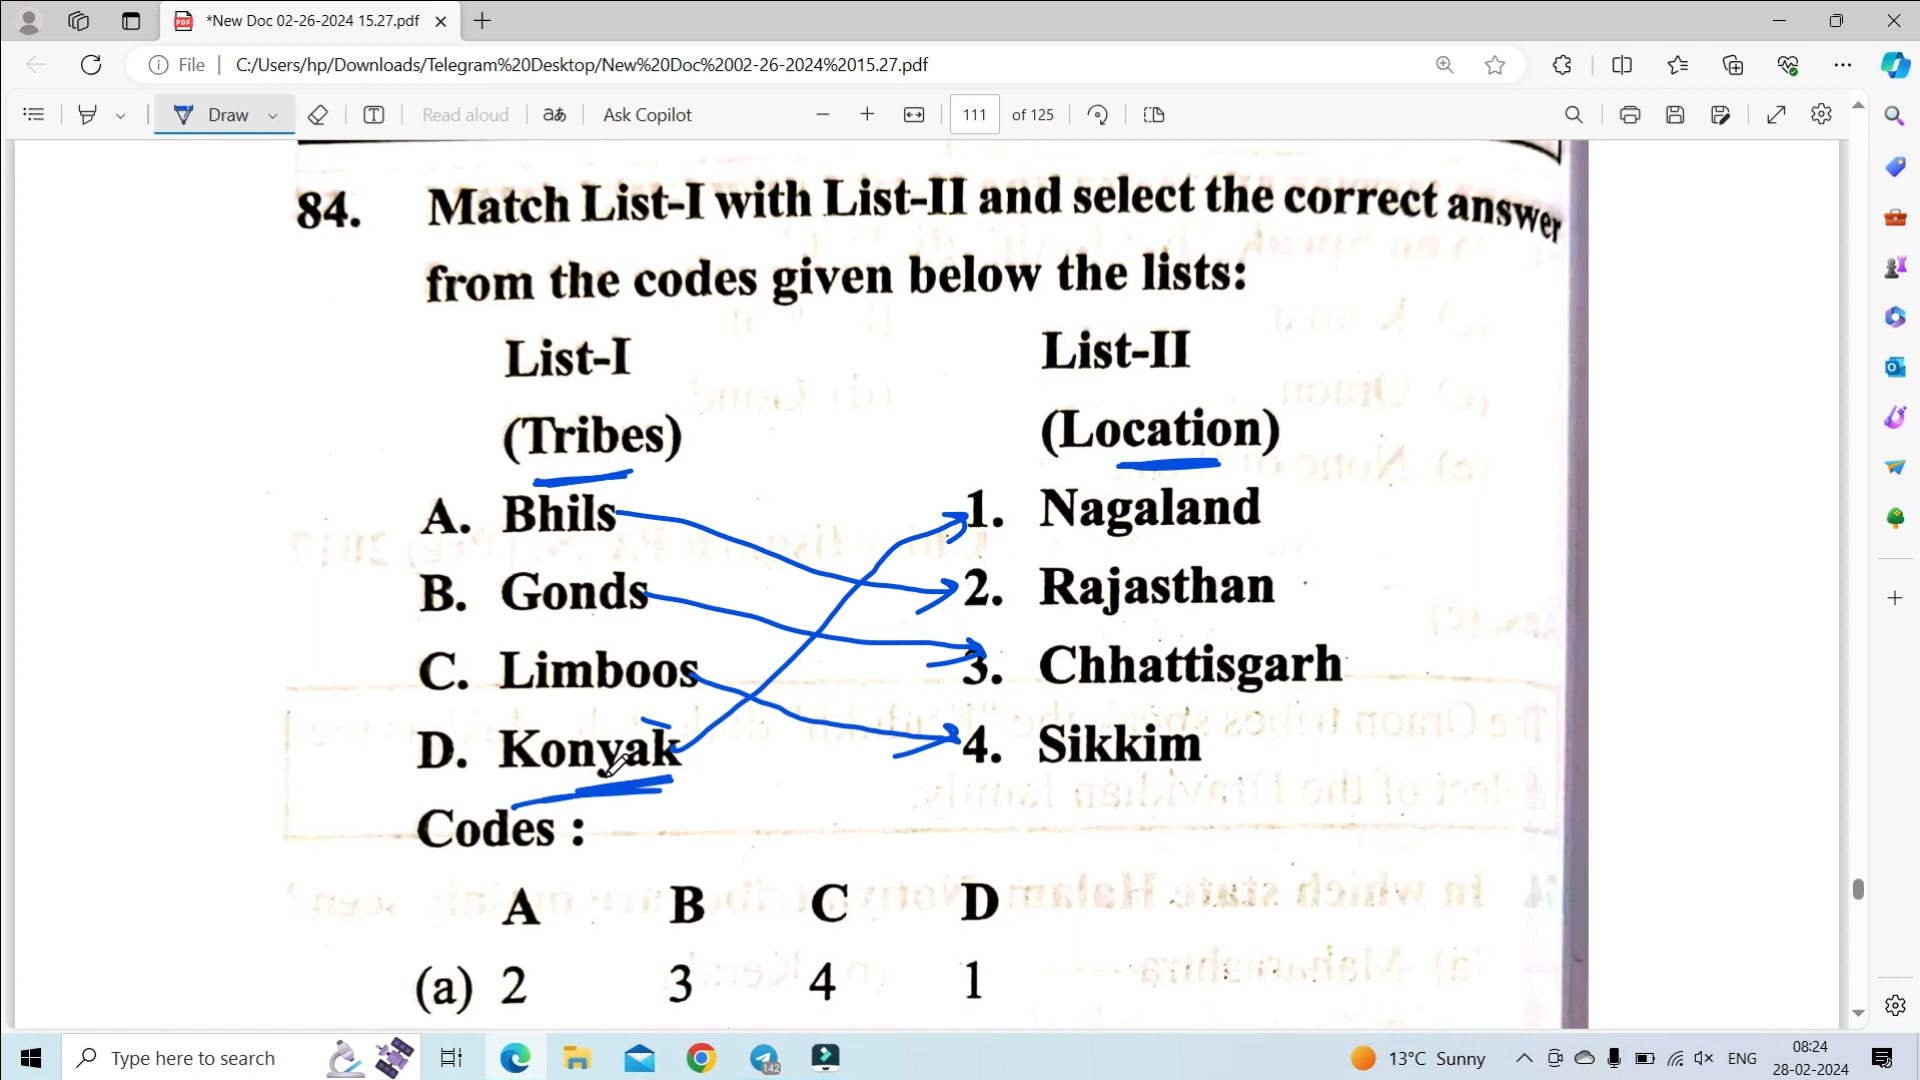 *New Doc 02-26-2024 15.27.pdf
File
C:/Users/hp/Downloads/Telegram%20Desktop/New%20Doc%2002-26-2024%2015.27.pdf
Draw
Read aloud
aあ
Ask Copilot
111 of 125
84. Match List-I with List-II and select the correct answer
from the codes given below the lists:
List-I List-II
(Tribes) (Location)
A. Bhils 1. Nagaland
B. Gonds 2. Rajasthan
C. Limboos 3. Chhattisgarh
D. Konyak 4. Sikkim
Codes :
A B C D
(a) 2 3 4 1
Type here to search
142
13°C Sunny
ENG
08:24
28-02-2024